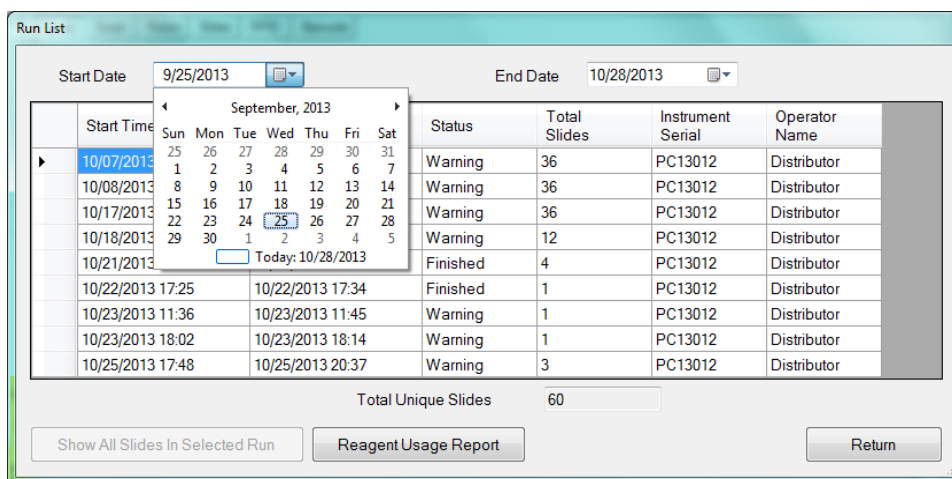 Run List
Start Date 9/25/2013 End Date 10/28/2013
September, 2013
Sun Mon Tue Wed Thu Fri Sat
25 26 27 28 29 30 31
1 2 3 4 5 6 7
8 9 10 11 12 13 14
15 16 17 18 19 20 21
22 23 24 25 26 27 28
29 30 1 2 3 4 5
Today: 10/28/2013
Start Time Status Total Slides Instrument Serial Operator Name
10/07/2013 Warning 36 PC13012 Distributor
10/08/2013 Warning 36 PC13012 Distributor
10/17/2013 Warning 36 PC13012 Distributor
10/18/2013 Warning 12 PC13012 Distributor
10/21/2013 Finished 4 PC13012 Distributor
10/22/2013 17:25 10/22/2013 17:34 Finished 1 PC13012 Distributor
10/23/2013 11:36 10/23/2013 11:45 Warning 1 PC13012 Distributor
10/23/2013 18:02 10/23/2013 18:14 Warning 1 PC13012 Distributor
10/25/2013 17:48 10/25/2013 20:37 Warning 3 PC13012 Distributor
Total Unique Slides 60
Show All Slides In Selected Run Reagent Usage Report Return